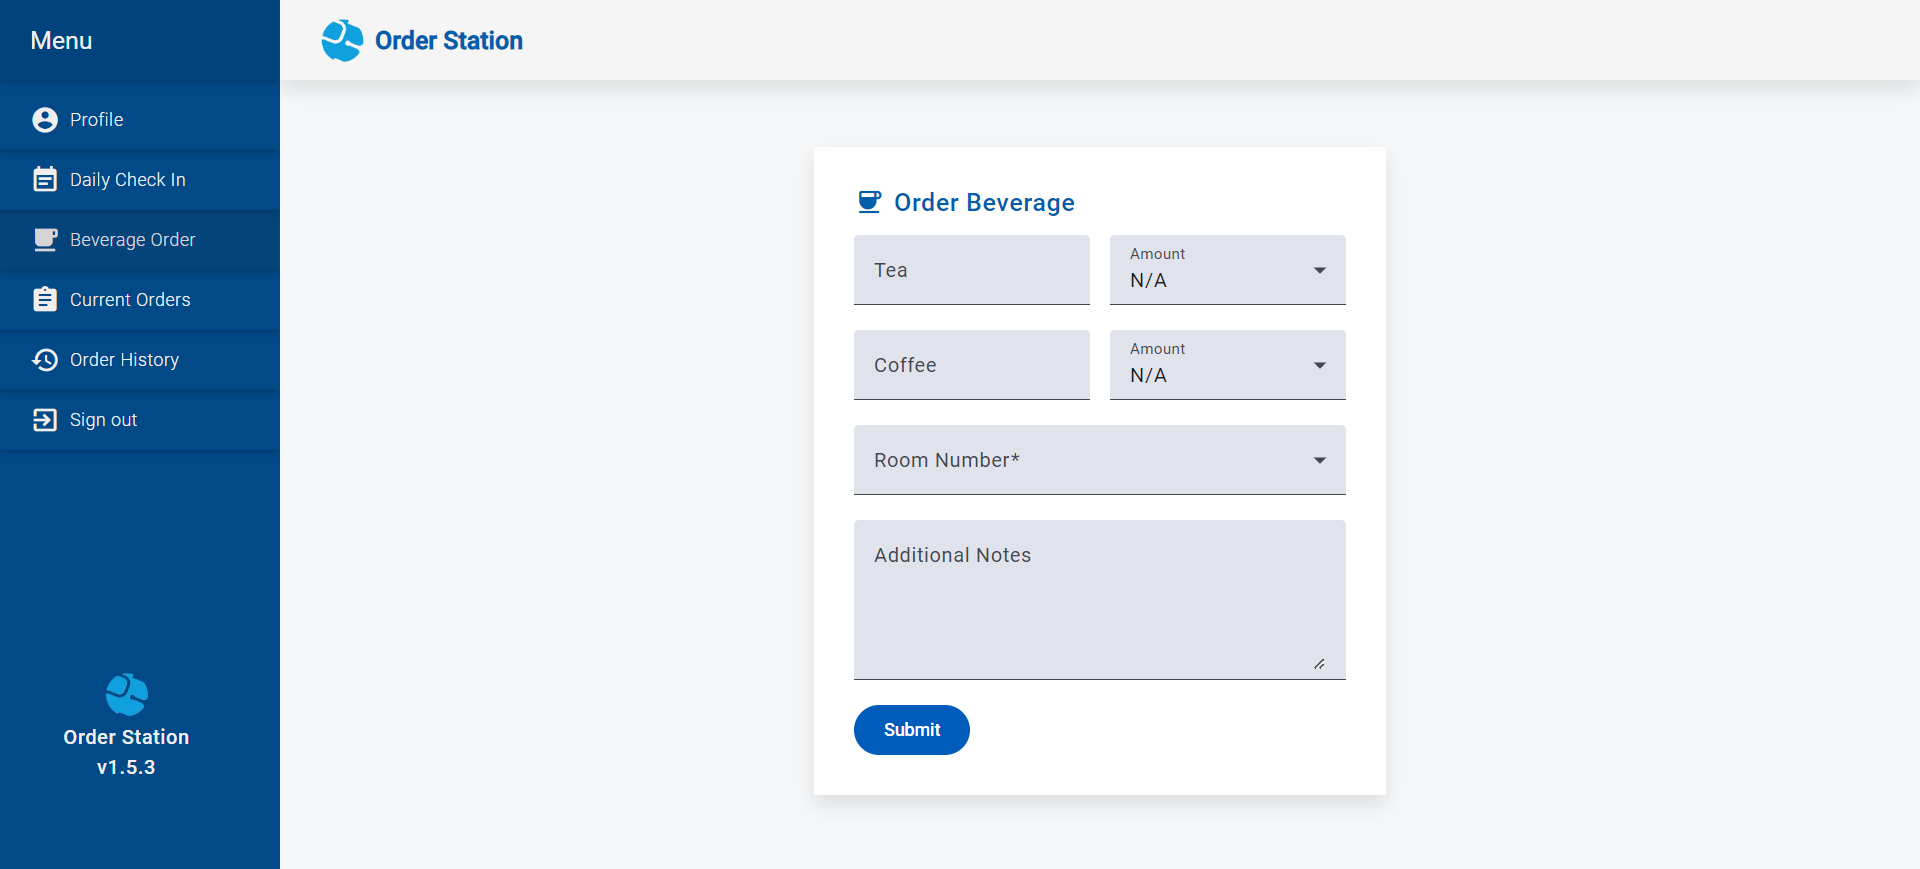 Menu
Order Station
Profile
Daily Check In
Beverage Order
Current Orders
Order History
Sign out
Order Station
v1.5.3
Order Beverage
Tea
Amount
N/A
Coffee
Amount
N/A
Room Number*
Additional Notes
Submit